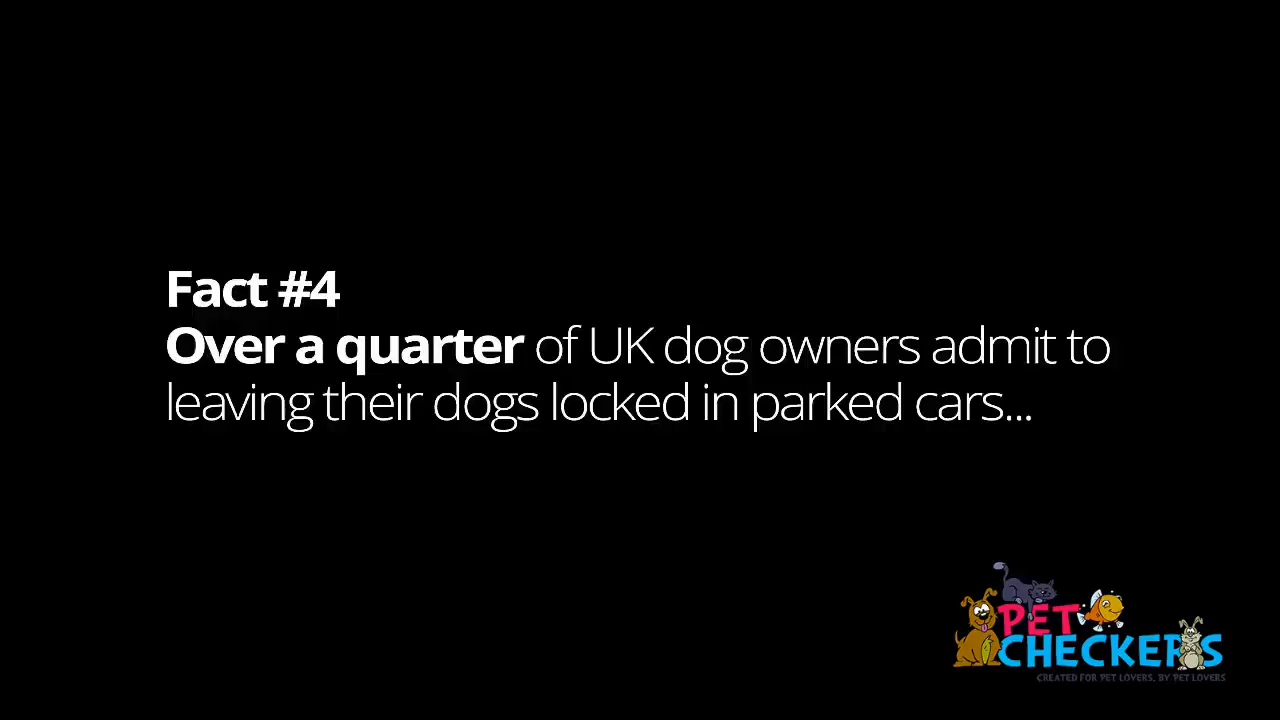 Fact #4
Over a quarter of UK dog owners admit to
leaving their dogs locked in parked cars...
PET
CHECKERS
CREATED FOR PET LOVERS, BY PET LOVERS